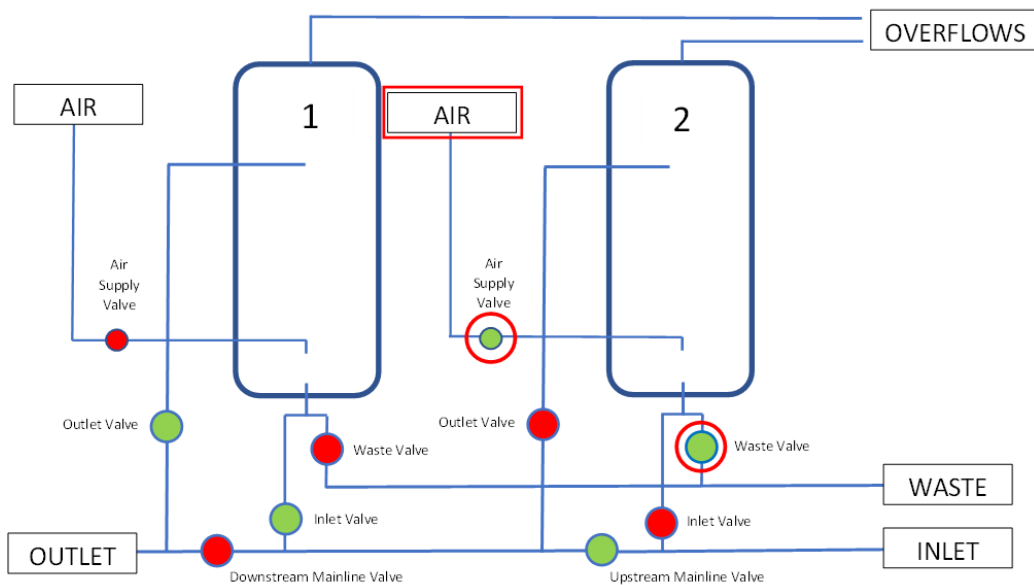 OVERFLOWS
AIR
1
AIR
2
Air
Supply
Valve
Air
Supply
Valve
Outlet Valve
Waste Valve
Outlet Valve
Waste Valve
WASTE
Inlet Valve
Inlet Valve
OUTLET
INLET
Downstream Mainline Valve
Upstream Mainline Valve